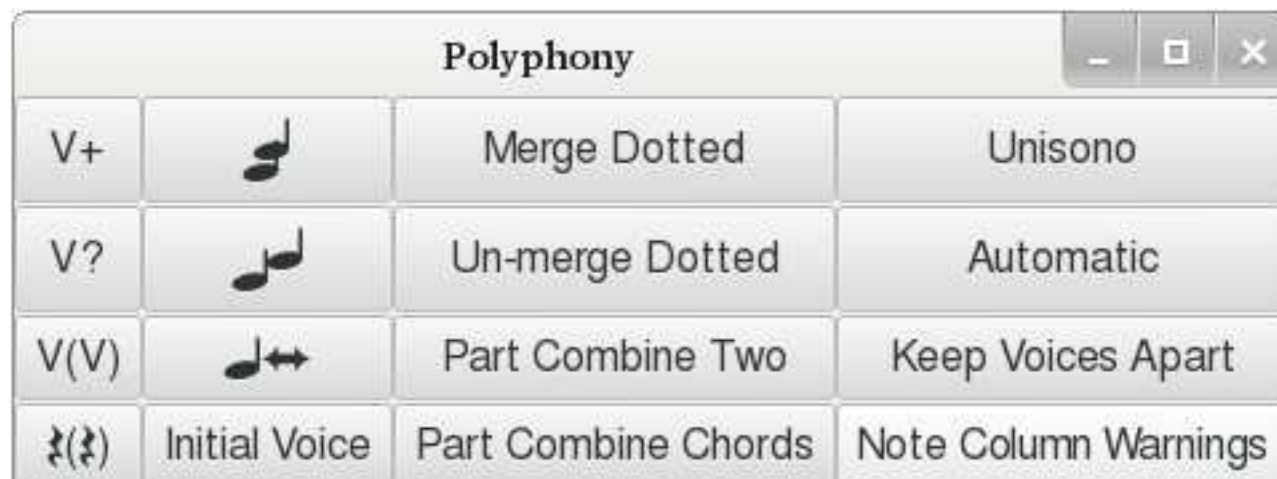 Polyphony
V+ Merge Dotted Unisono
V? Un-merge Dotted Automatic
V(V) Part Combine Two Keep Voices Apart
𝄽(𝄽) Initial Voice Part Combine Chords Note Column Warnings